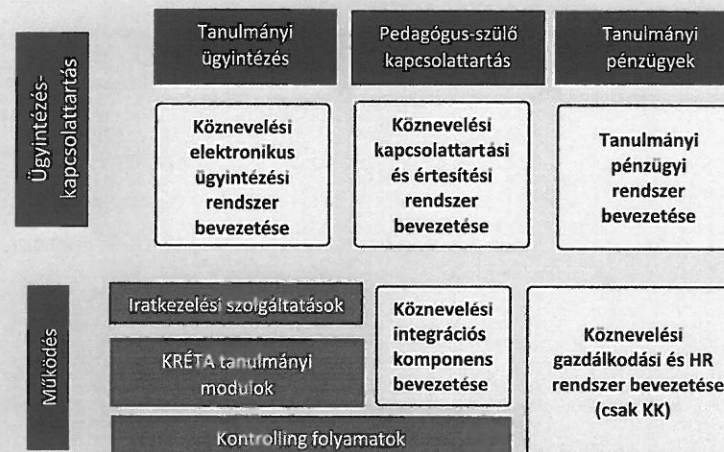 Ügyintézés-
kapcsolattartás
Tanulmányi
ügyintézés
Pedagógus-szülő
kapcsolattartás
Tanulmányi
pénzügyek
Köznevelési
elektronikus
ügyintézési
rendszer
bevezetése
Köznevelési
kapcsolattartási
és értesítési
rendszer
bevezetése
Tanulmányi
pénzügyi
rendszer
bevezetése
Működés
Iratkezelési szolgáltatások
KRÉTA tanulmányi
modulok
Kontrolling folyamatok
Köznevelési
integrációs
komponens
bevezetése
Köznevelési
gazdálkodási és HR
rendszer bevezetése
(csak KK)